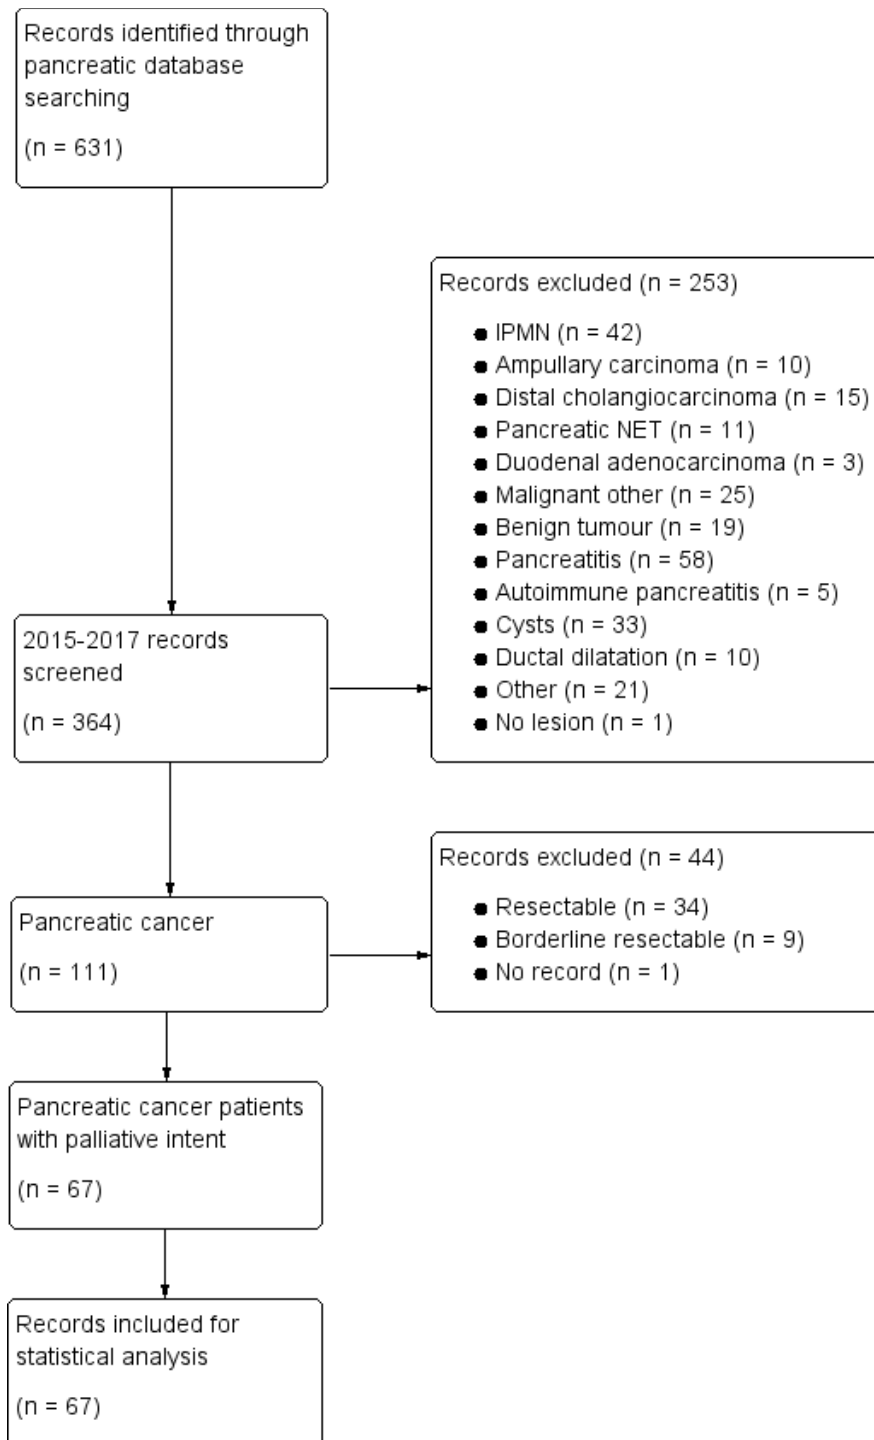 Records identified through
pancreatic database
searching
(n = 631)
Records excluded (n = 253)
● IPMN (n = 42)
● Ampullary carcinoma (n = 10)
● Distal cholangiocarcinoma (n = 15)
● Pancreatic NET (n = 11)
● Duodenal adenocarcinoma (n = 3)
● Malignant other (n = 25)
● Benign tumour (n = 19)
● Pancreatitis (n = 58)
● Autoimmune pancreatitis (n = 5)
● Cysts (n = 33)
● Ductal dilatation (n = 10)
● Other (n = 21)
● No lesion (n = 1)
2015-2017 records
screened
(n = 364)
Records excluded (n = 44)
● Resectable (n = 34)
● Borderline resectable (n = 9)
● No record (n = 1)
Pancreatic cancer
(n = 111)
Pancreatic cancer patients
with palliative intent
(n = 67)
Records included for
statistical analysis
(n = 67)